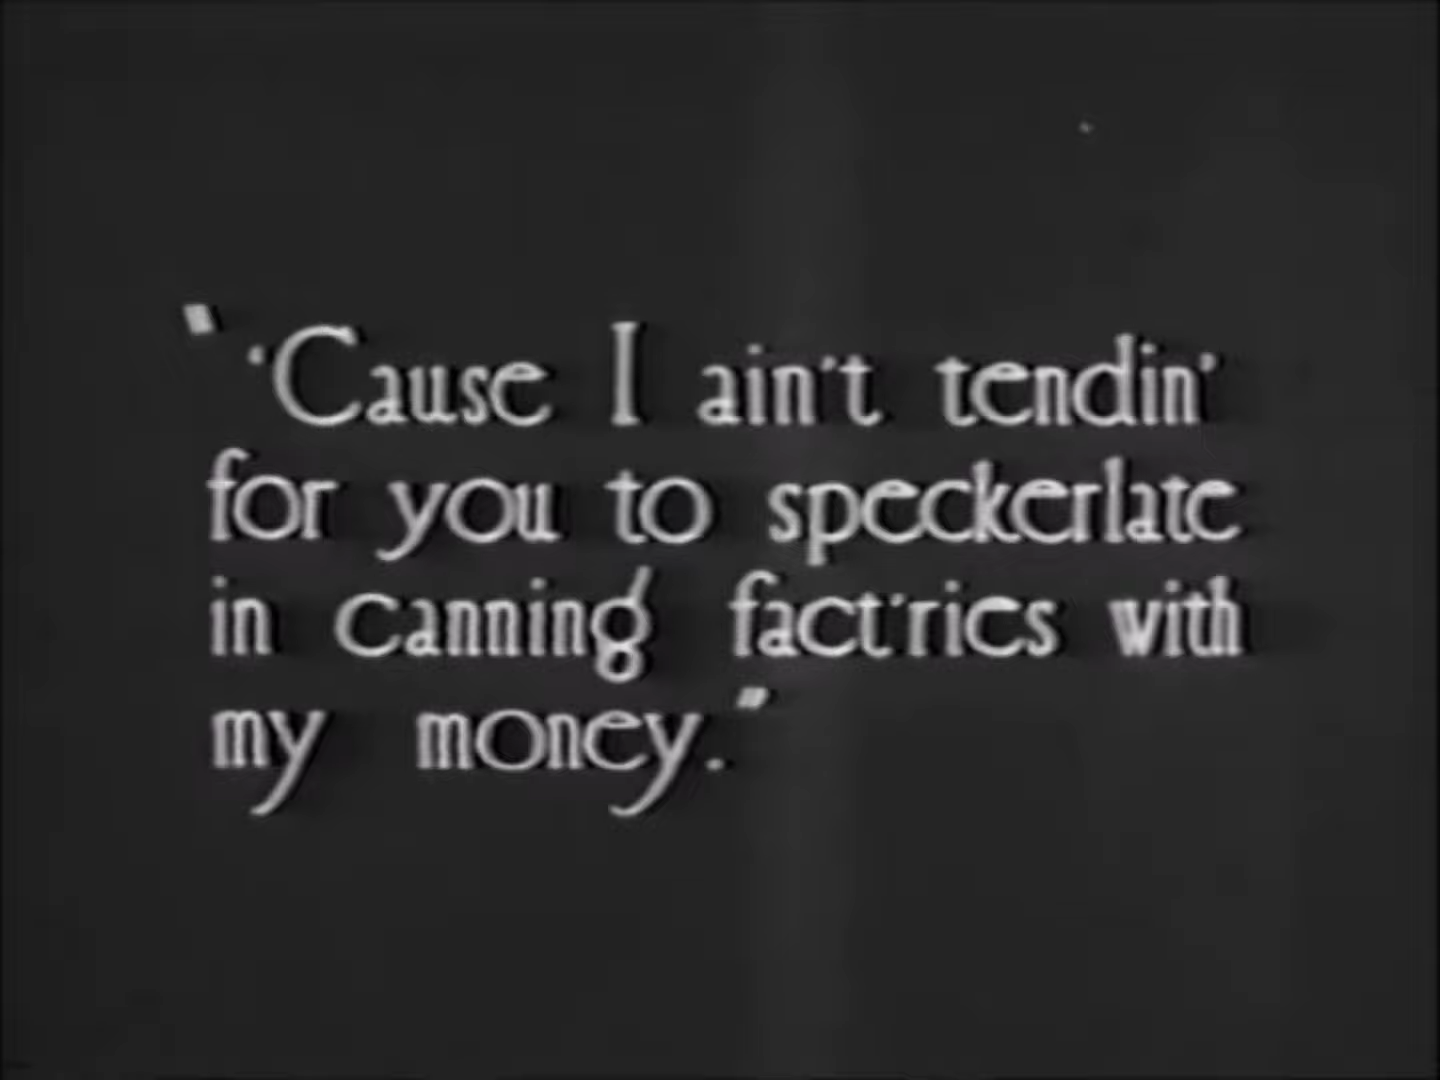 "'Cause I ain't tendin'
for you to speckerlate
in canning fact'ries with
my money."